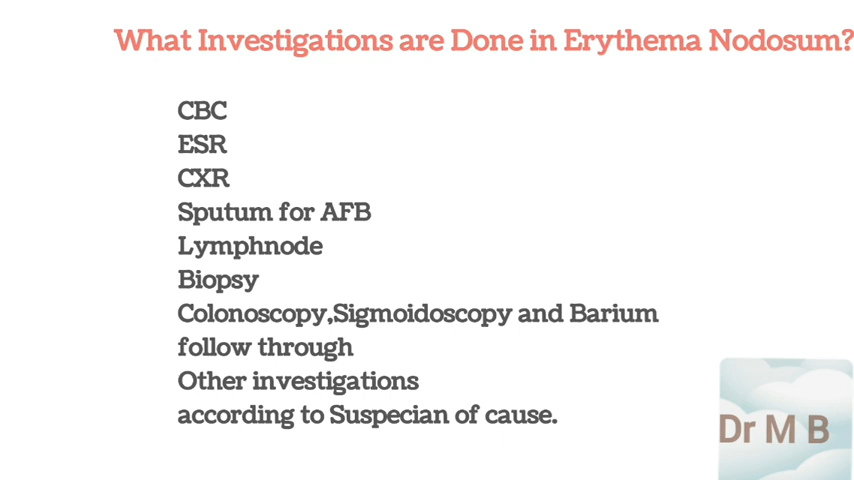 What Investigations are Done in Erythema Nodosum?
CBC
ESR
CXR
Sputum for AFB
Lymphnode
Biopsy
Colonoscopy,Sigmoidoscopy and Barium
follow through
Other investigations
according to Suspecian of cause.
Dr M B